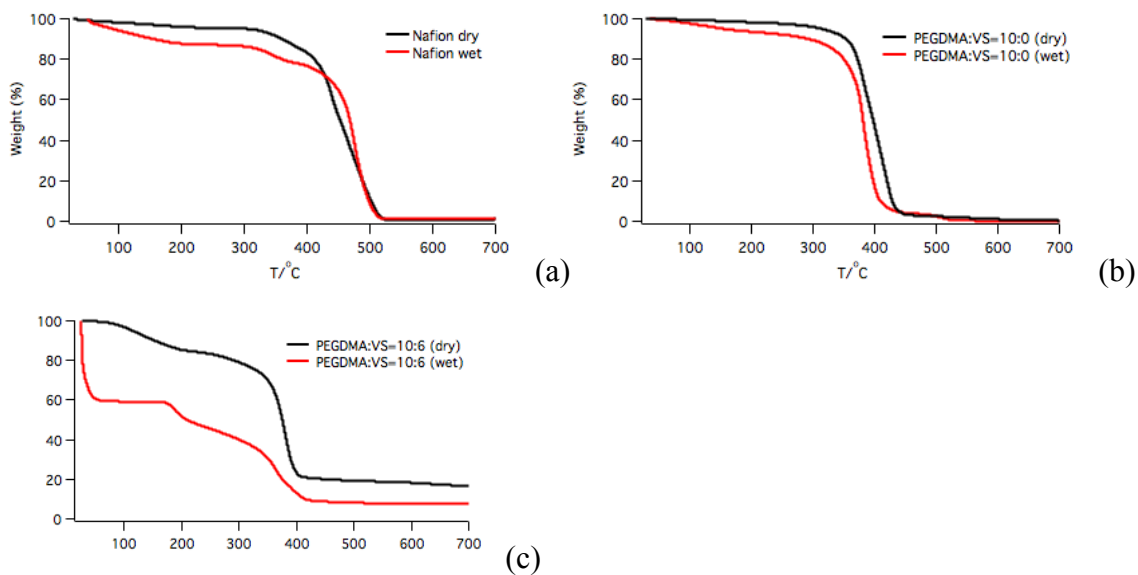 100
80
60
40
20
0
Weight (%)
Nafion dry
Nafion wet
100 200 300 400 500 600 700
T/°C
(a)
100
80
60
40
20
0
Weight (%)
PEGDMA:VS=10:0 (dry)
PEGDMA:VS=10:0 (wet)
100 200 300 400 500 600 700
T/°C
(b)
100
80
60
40
20
0
PEGDMA:VS=10:6 (dry)
PEGDMA:VS=10:6 (wet)
100 200 300 400 500 600 700
(c)